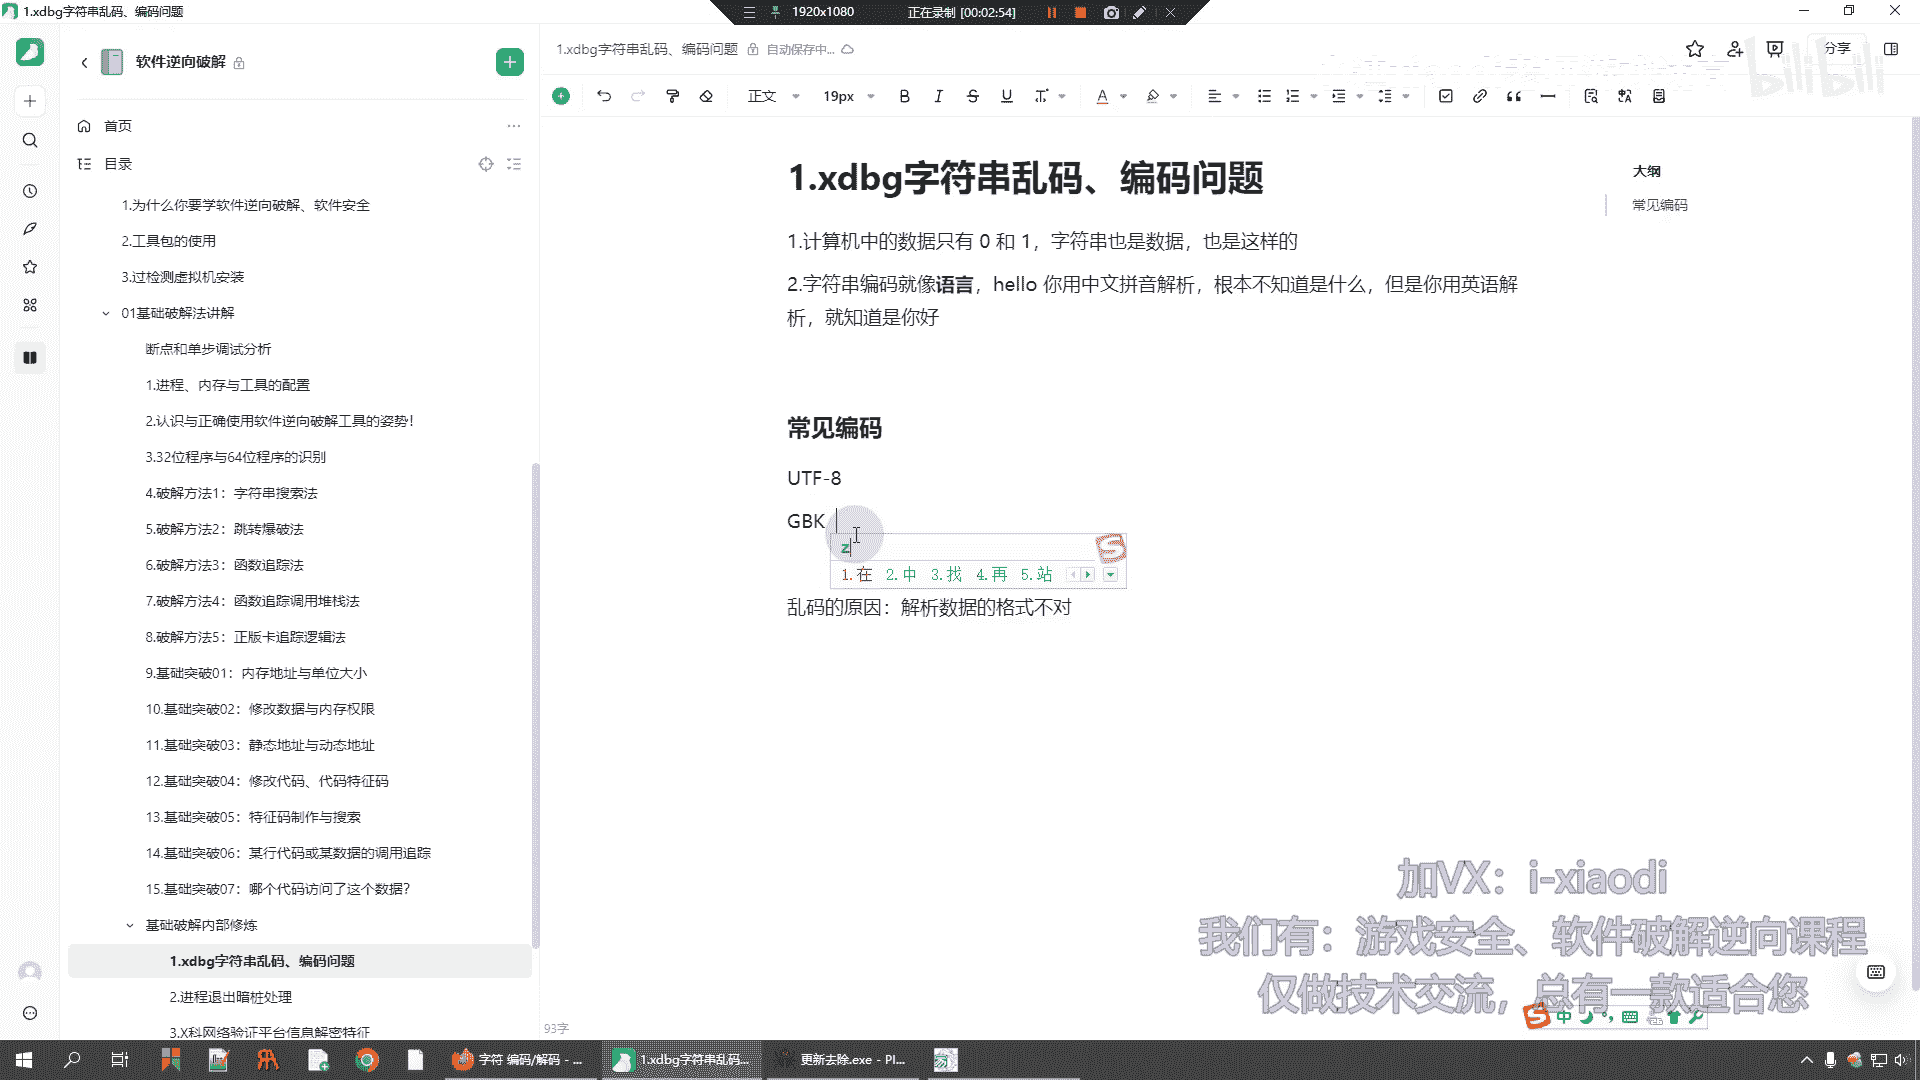 1.xdbg字符串乱码、编码问题
1920x1080
正在录制 [00:02:54]
软件逆向破解
1.xdbg字符串乱码、编码问题
自动保存中...
分享
bilibili
正文
19px
首页
目录
1.为什么你要学软件逆向破解、软件安全
2.工具包的使用
3.过检测虚拟机安装
01基础破解法讲解
断点和单步调试分析
1.进程、内存与工具的配置
2.认识与正确使用软件逆向破解工具的姿势！
3.32位程序与64位程序的识别
4.破解方法1：字符串搜索法
5.破解方法2：跳转爆破法
6.破解方法3：函数追踪法
7.破解方法4：函数追踪调用堆栈法
8.破解方法5：正版卡追踪逻辑法
9.基础突破01：内存地址与单位大小
10.基础突破02：修改数据与内存权限
11.基础突破03：静态地址与动态地址
12.基础突破04：修改代码、代码特征码
13.基础突破05：特征码制作与搜索
14.基础突破06：某行代码或某数据的调用追踪
15.基础突破07：哪个代码访问了这个数据？
基础破解内部修炼
1.xdbg字符串乱码、编码问题
2.进程退出暗桩处理
3.X科网络验证平台信息解密特征
1.xdbg字符串乱码、编码问题
1.计算机中的数据只有 0 和 1，字符串也是数据，也是这样的
2.字符串编码就像语言，hello 你用中文拼音解析，根本不知道是什么，但是你用英语解
析，就知道是你好
常见编码
UTF-8
GBK
z
1.在 2.中 3.找 4.再 5.站
乱码的原因：解析数据的格式不对
大纲
常见编码
加VX：i-xiaodi
我们有：游戏安全、软件破解逆向课程
仅做技术交流，总有一款适合您
中
93字
字符 编码/解码 - ...
1.xdbg字符串乱码...
更新去除.exe - PI...